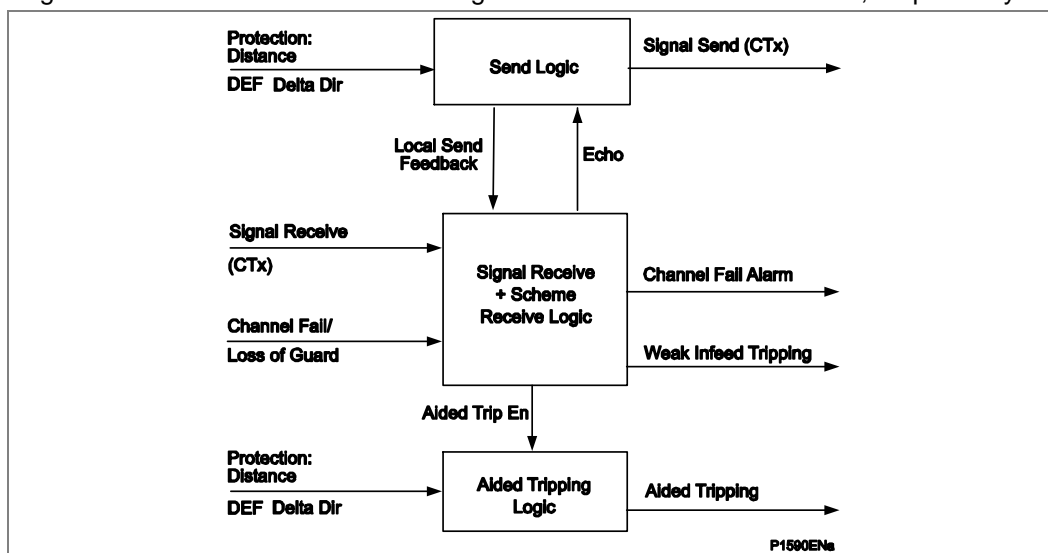 Protection:
Distance
DEF Delta Dir
Send Logic
Signal Send (CTx)
Local Send
Feedback
Echo
Signal Receive
(CTx)
Channel Fail/
Loss of Guard
Signal Receive
+ Scheme
Receive Logic
Channel Fail Alarm
Weak Infeed Tripping
Aided Trip En
Protection:
Distance
DEF Delta Dir
Aided Tripping
Logic
Aided Tripping
P1590ENa